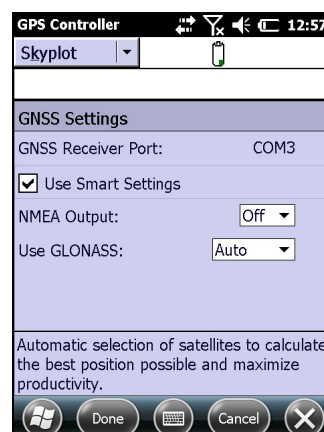 GPS Controller 12:57
Skyplot
GNSS Settings
GNSS Receiver Port: COM3
Use Smart Settings
NMEA Output: Off
Use GLONASS: Auto
Automatic selection of satellites to calculate
the best position possible and maximize
productivity.
Done Cancel